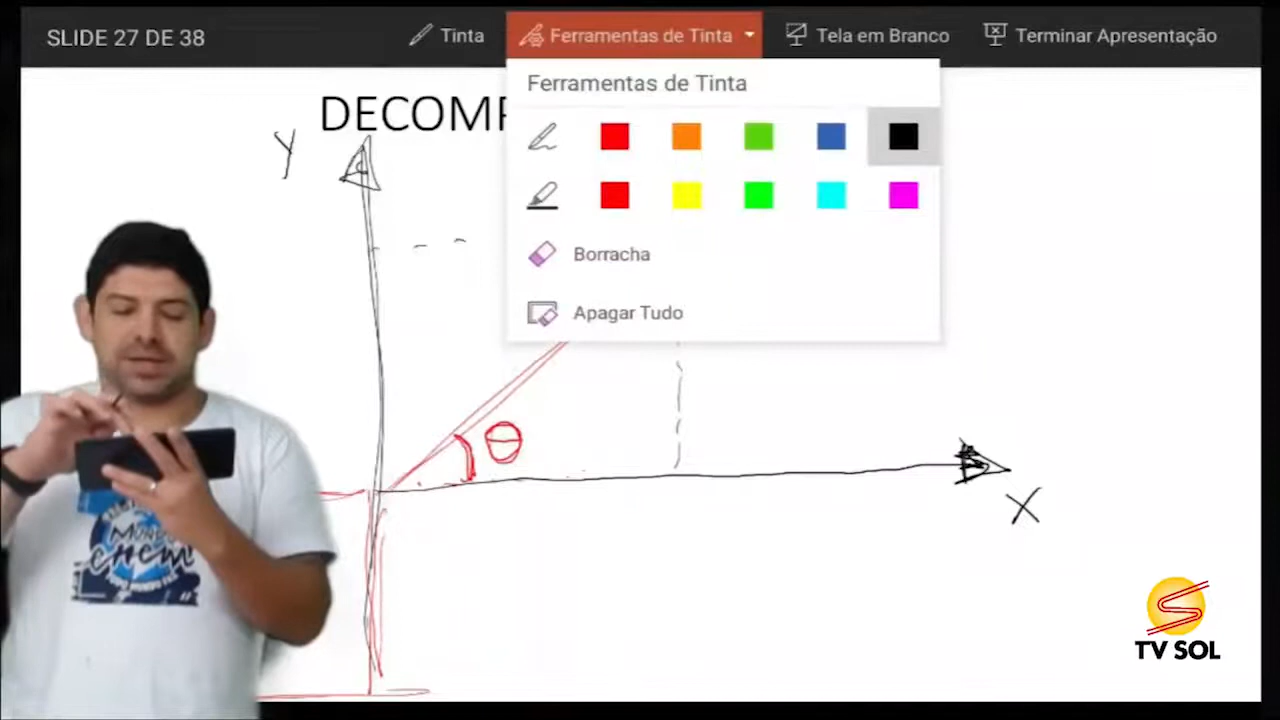 SLIDE 27 DE 38
Tinta
Ferramentas de Tinta
Tela em Branco
Terminar Apresentação
Ferramentas de Tinta
Borracha
Apagar Tudo
Y
θ
X
TV SOL